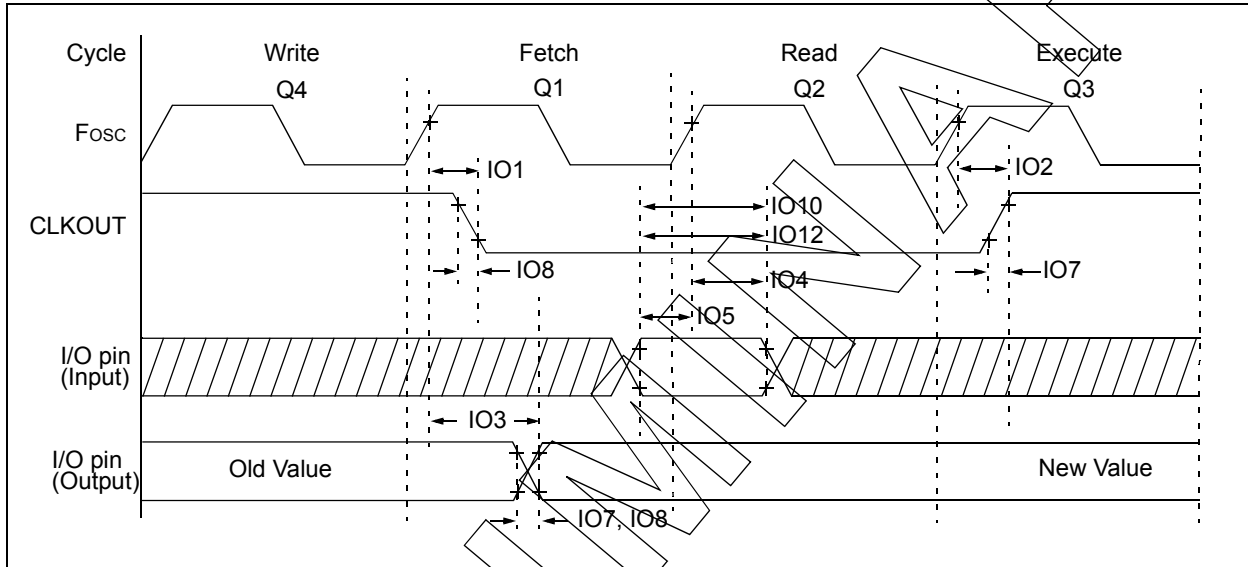 Cycle Write Fetch Read Execute
Q4 Q1 Q2 Q3
FOSC
IO1 IO2
CLKOUT
IO10
IO12
IO8 IO4 IO7
IO5
I/O pin
(Input)
IO3
I/O pin
(Output)
Old Value New Value
IO7, IO8